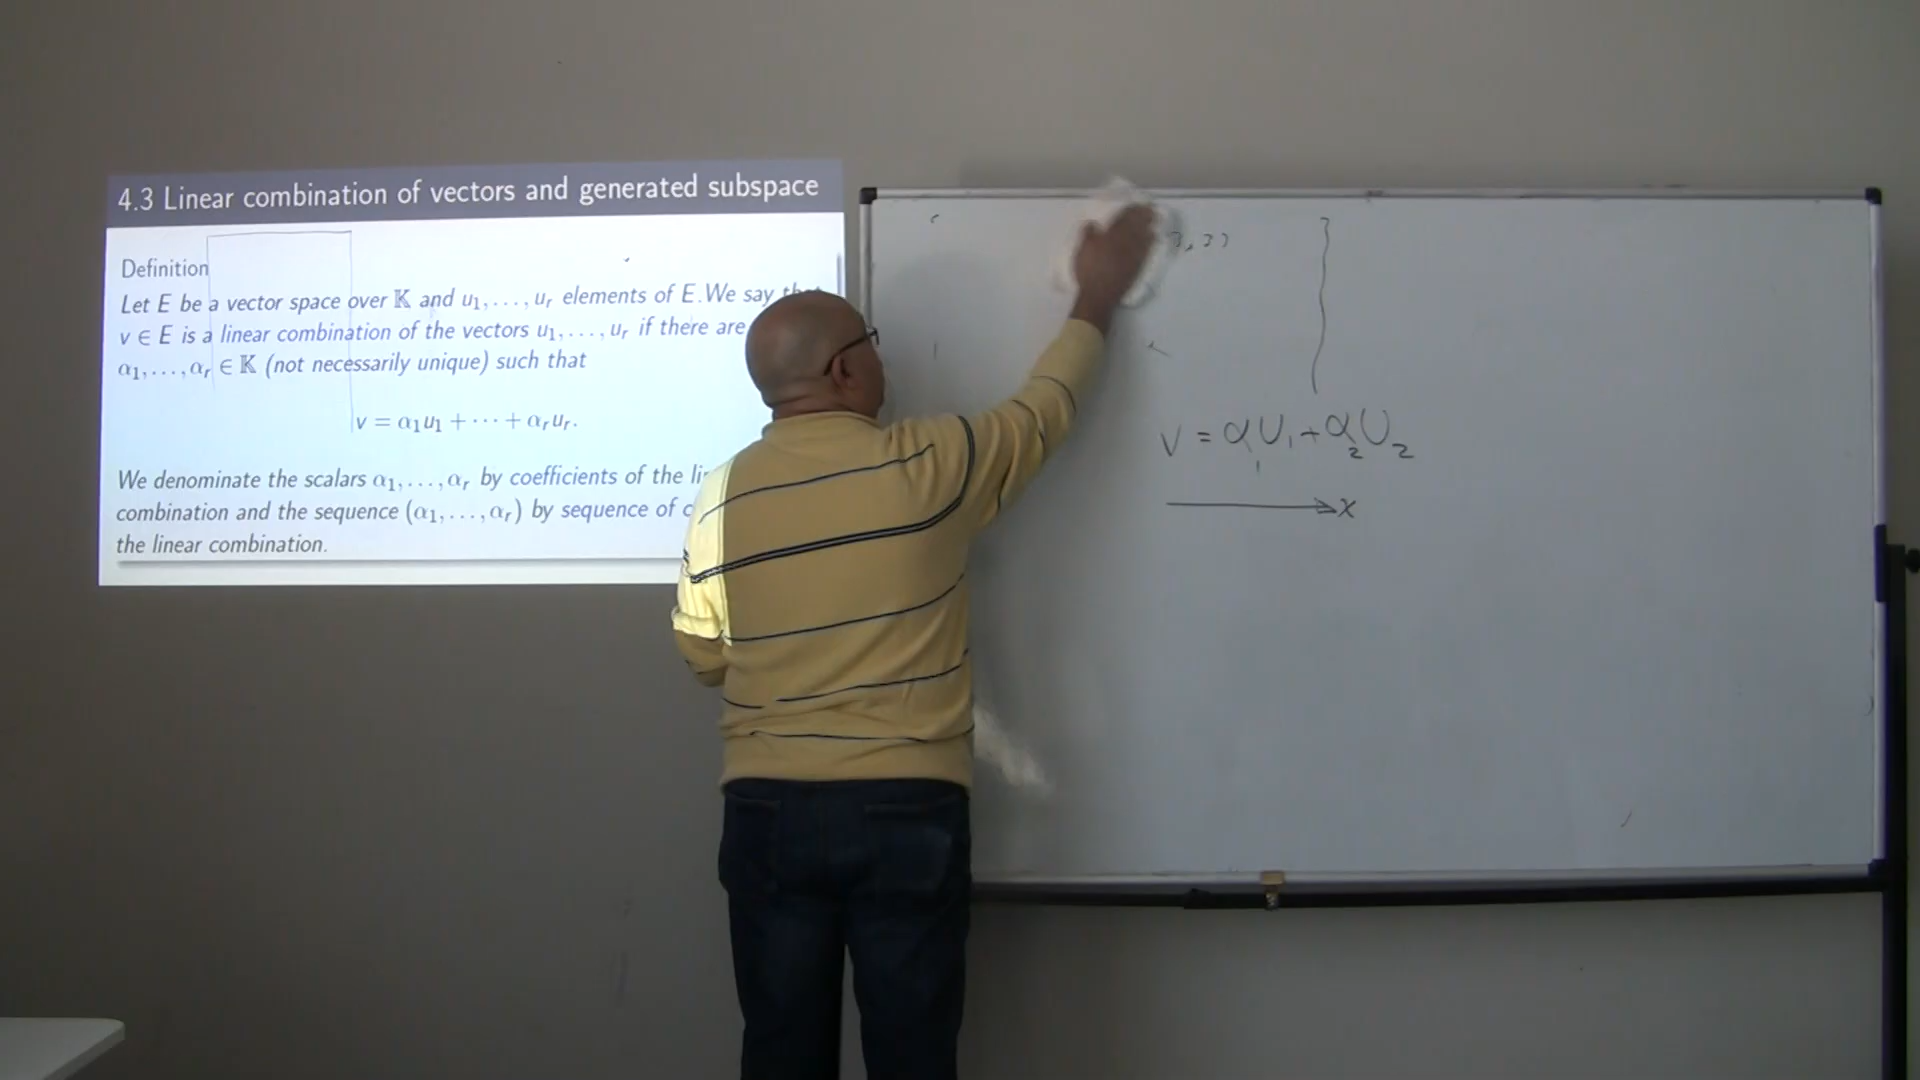 4.3 Linear combination of vectors and generated subspace
Definition
Let E be a vector space over 𝕂 and u₁, . . . , uᵣ elements of E.We say that
v ∈ E is a linear combination of the vectors u₁, . . . , uᵣ if there are
α₁, . . . , αᵣ ∈ 𝕂 (not necessarily unique) such that
v = α₁u₁ + · · · + αᵣuᵣ.
We denominate the scalars α₁, . . . , αᵣ by coefficients of the
combination and the sequence (α₁, . . . , αᵣ) by sequence of
the linear combination.
V = α₁U₁ + α₂U₂
x